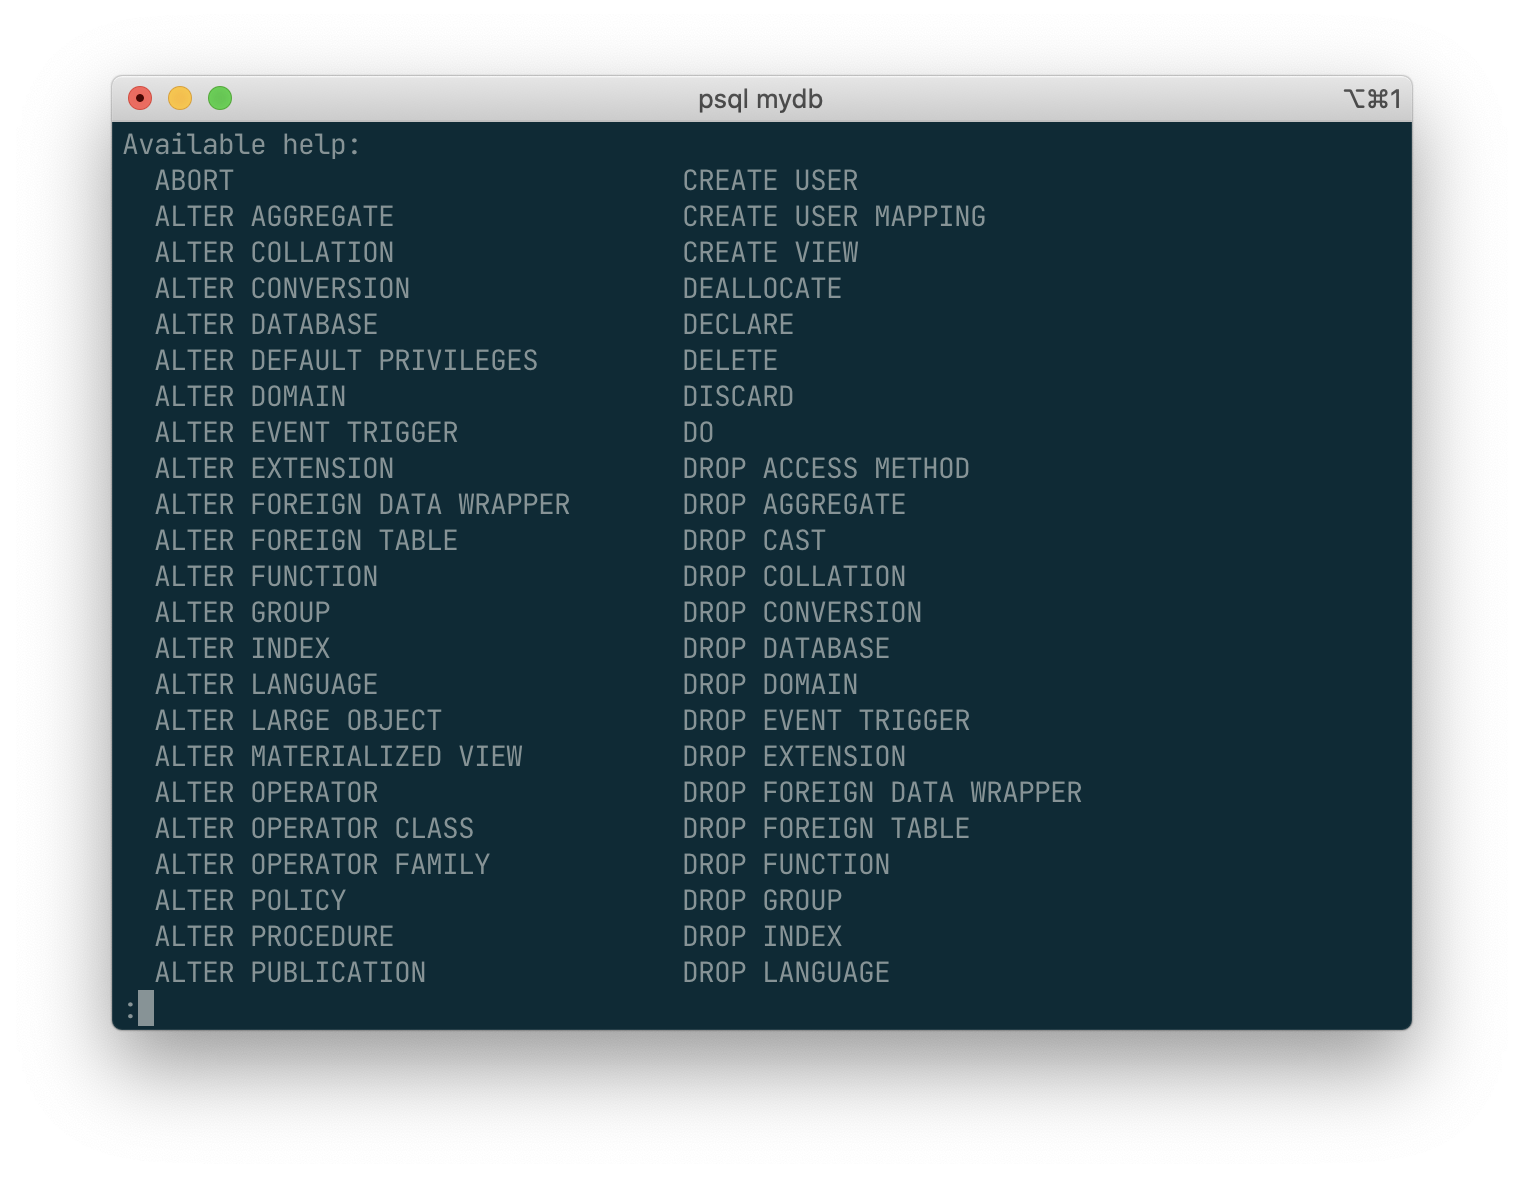 psql mydb ⌥⌘1
Available help:
ABORT CREATE USER
ALTER AGGREGATE CREATE USER MAPPING
ALTER COLLATION CREATE VIEW
ALTER CONVERSION DEALLOCATE
ALTER DATABASE DECLARE
ALTER DEFAULT PRIVILEGES DELETE
ALTER DOMAIN DISCARD
ALTER EVENT TRIGGER DO
ALTER EXTENSION DROP ACCESS METHOD
ALTER FOREIGN DATA WRAPPER DROP AGGREGATE
ALTER FOREIGN TABLE DROP CAST
ALTER FUNCTION DROP COLLATION
ALTER GROUP DROP CONVERSION
ALTER INDEX DROP DATABASE
ALTER LANGUAGE DROP DOMAIN
ALTER LARGE OBJECT DROP EVENT TRIGGER
ALTER MATERIALIZED VIEW DROP EXTENSION
ALTER OPERATOR DROP FOREIGN DATA WRAPPER
ALTER OPERATOR CLASS DROP FOREIGN TABLE
ALTER OPERATOR FAMILY DROP FUNCTION
ALTER POLICY DROP GROUP
ALTER PROCEDURE DROP INDEX
ALTER PUBLICATION DROP LANGUAGE
: